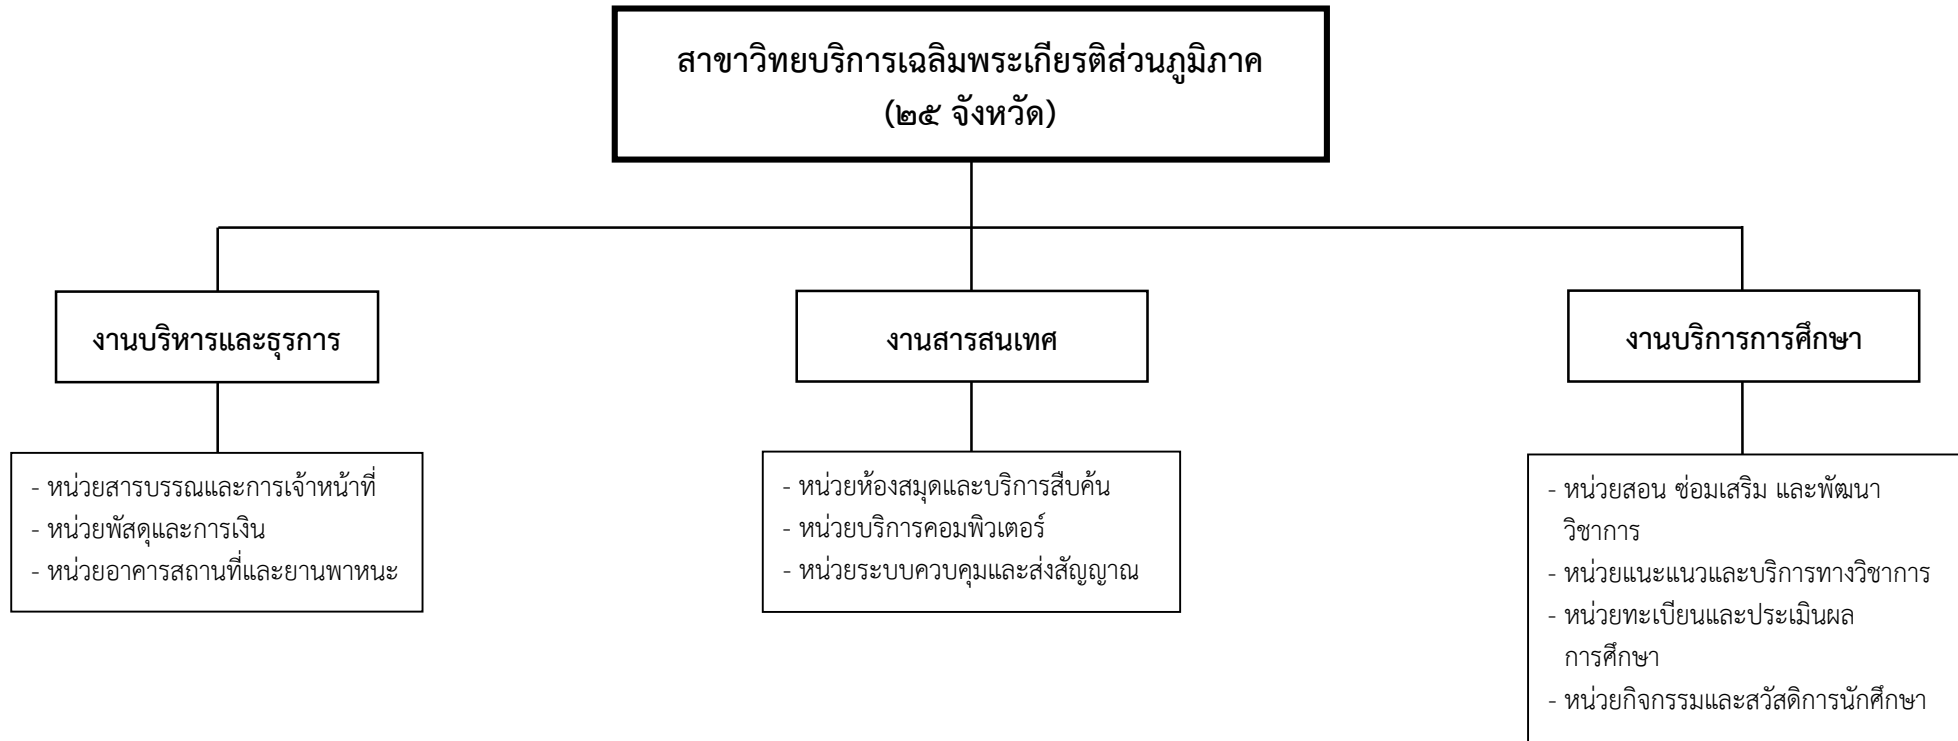 สาขาวิทยบริการเฉลิมพระเกียรติส่วนภูมิภาค
(๒๕ จังหวัด)
งานบริหารและธุรการ
- หน่วยสารบรรณและการเจ้าหน้าที่
- หน่วยพัสดุและการเงิน
- หน่วยอาคารสถานที่และยานพาหนะ
งานสารสนเทศ
- หน่วยห้องสมุดและบริการสืบค้น
- หน่วยบริการคอมพิวเตอร์
- หน่วยระบบควบคุมและส่งสัญญาณ
งานบริการการศึกษา
- หน่วยสอน ซ่อมเสริม และพัฒนา
วิชาการ
- หน่วยแนะแนวและบริการทางวิชาการ
- หน่วยทะเบียนและประเมินผล
การศึกษา
- หน่วยกิจกรรมและสวัสดิการนักศึกษา